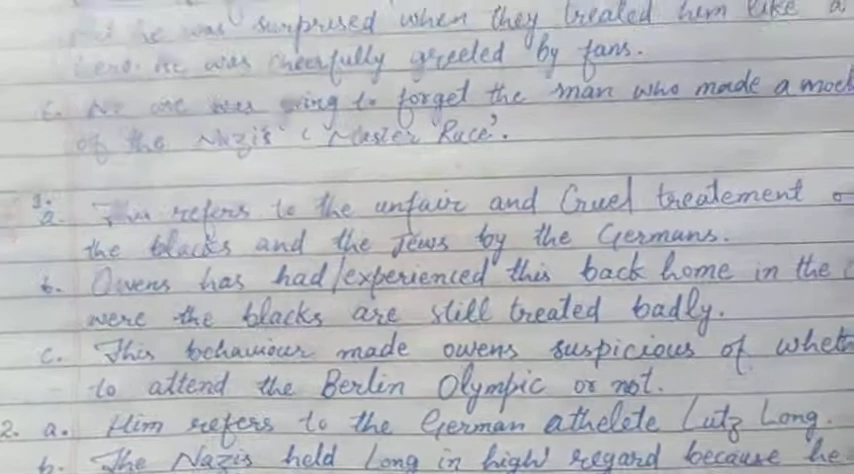 he was surprised when they treated him like a
he was cheerfully greeted by fans.
c. No one was going to forget the man who made a mock
of the Nazis' 'Master Race'.
1.
a. This refers to the unfair and Cruel treatement o
the blacks and the Jews by the Germans.
b. Owens has had/experienced this back home in the
were the blacks are still treated badly.
c. This behaviour made owens suspicious of whet
to attend the Berlin Olympic or not.
2. a. Him refers to the German athelete Lutz Long.
b. The Nazis held Long in high regard because he